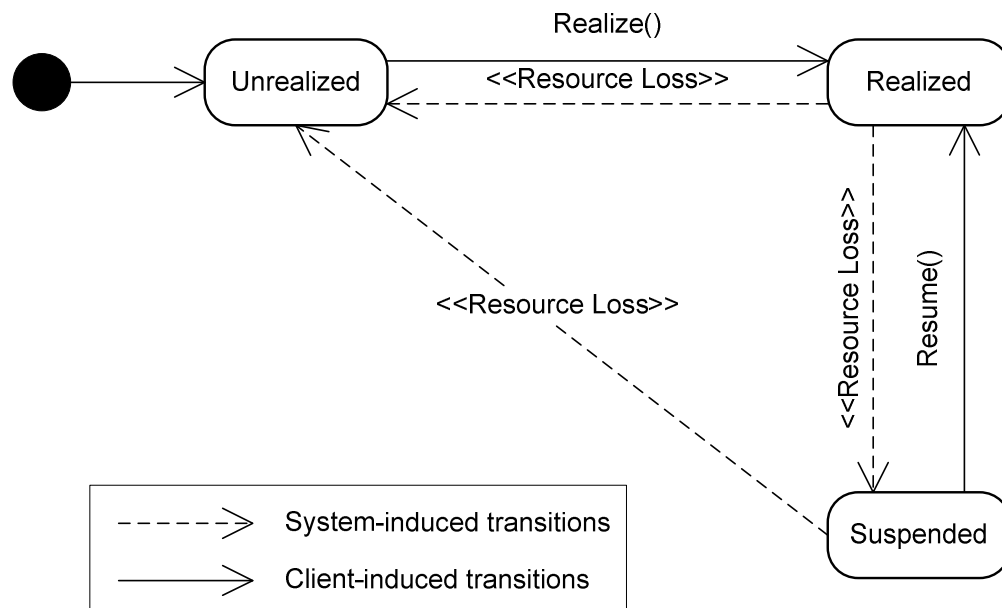 Realize()
Unrealized
<<Resource Loss>>
Realized
<<Resource Loss>>
Resume()
<<Resource Loss>>
Suspended
System-induced transitions
Client-induced transitions